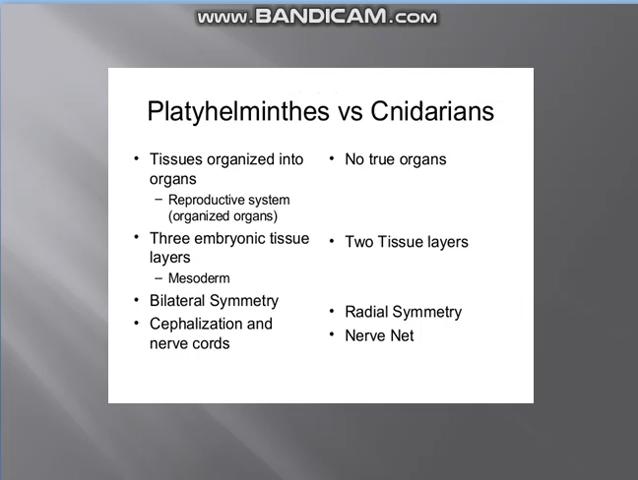 www.BANDICAM.com
Platyhelminthes vs Cnidarians
• Tissues organized into
organs
– Reproductive system
(organized organs)
• Three embryonic tissue
layers
– Mesoderm
• Bilateral Symmetry
• Cephalization and
nerve cords
• No true organs
• Two Tissue layers
• Radial Symmetry
• Nerve Net